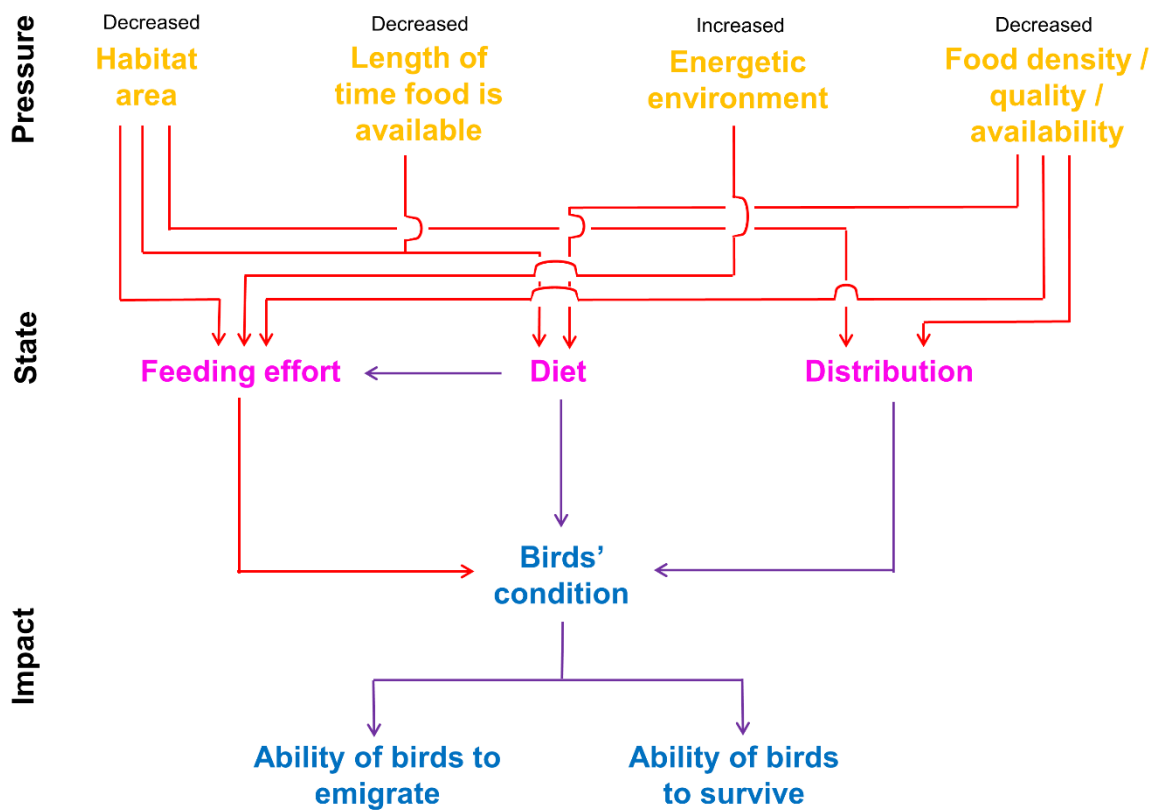 Pressure
Decreased
Habitat
area
Decreased
Length of
time food is
available
Increased
Energetic
environment
Decreased
Food density /
quality /
availability
State
Feeding effort
Diet
Distribution
Impact
Birds’
condition
Ability of birds to
emigrate
Ability of birds
to survive